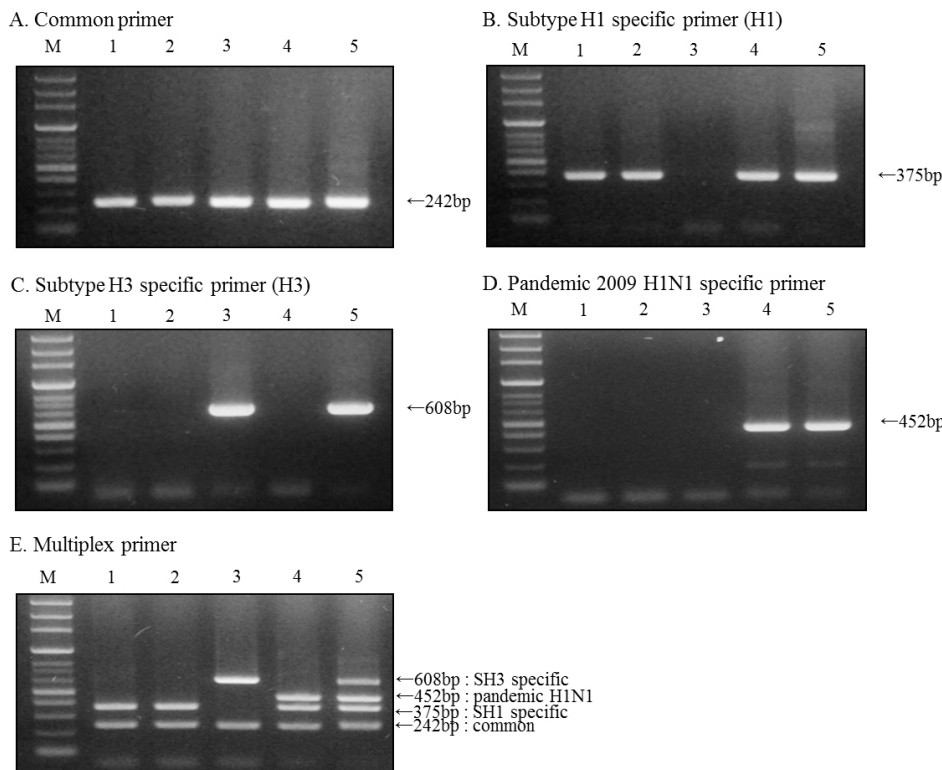 A. Common primer
M 1 2 3 4 5
←242bp
B. Subtype H1 specific primer (H1)
M 1 2 3 4 5
←375bp
C. Subtype H3 specific primer (H3)
M 1 2 3 4 5
←608bp
D. Pandemic 2009 H1N1 specific primer
M 1 2 3 4 5
←452bp
E. Multiplex primer
M 1 2 3 4 5
←608bp : SH3 specific
←452bp : pandemic H1N1
←375bp : SH1 specific
←242bp : common